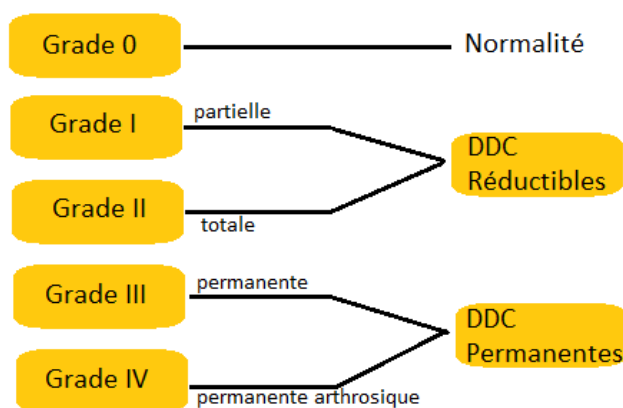 Grade 0
Normalité
Grade I
partielle
DDC
Réductibles
Grade II
totale
Grade III
permanente
DDC
Permanentes
Grade IV
permanente arthrosique